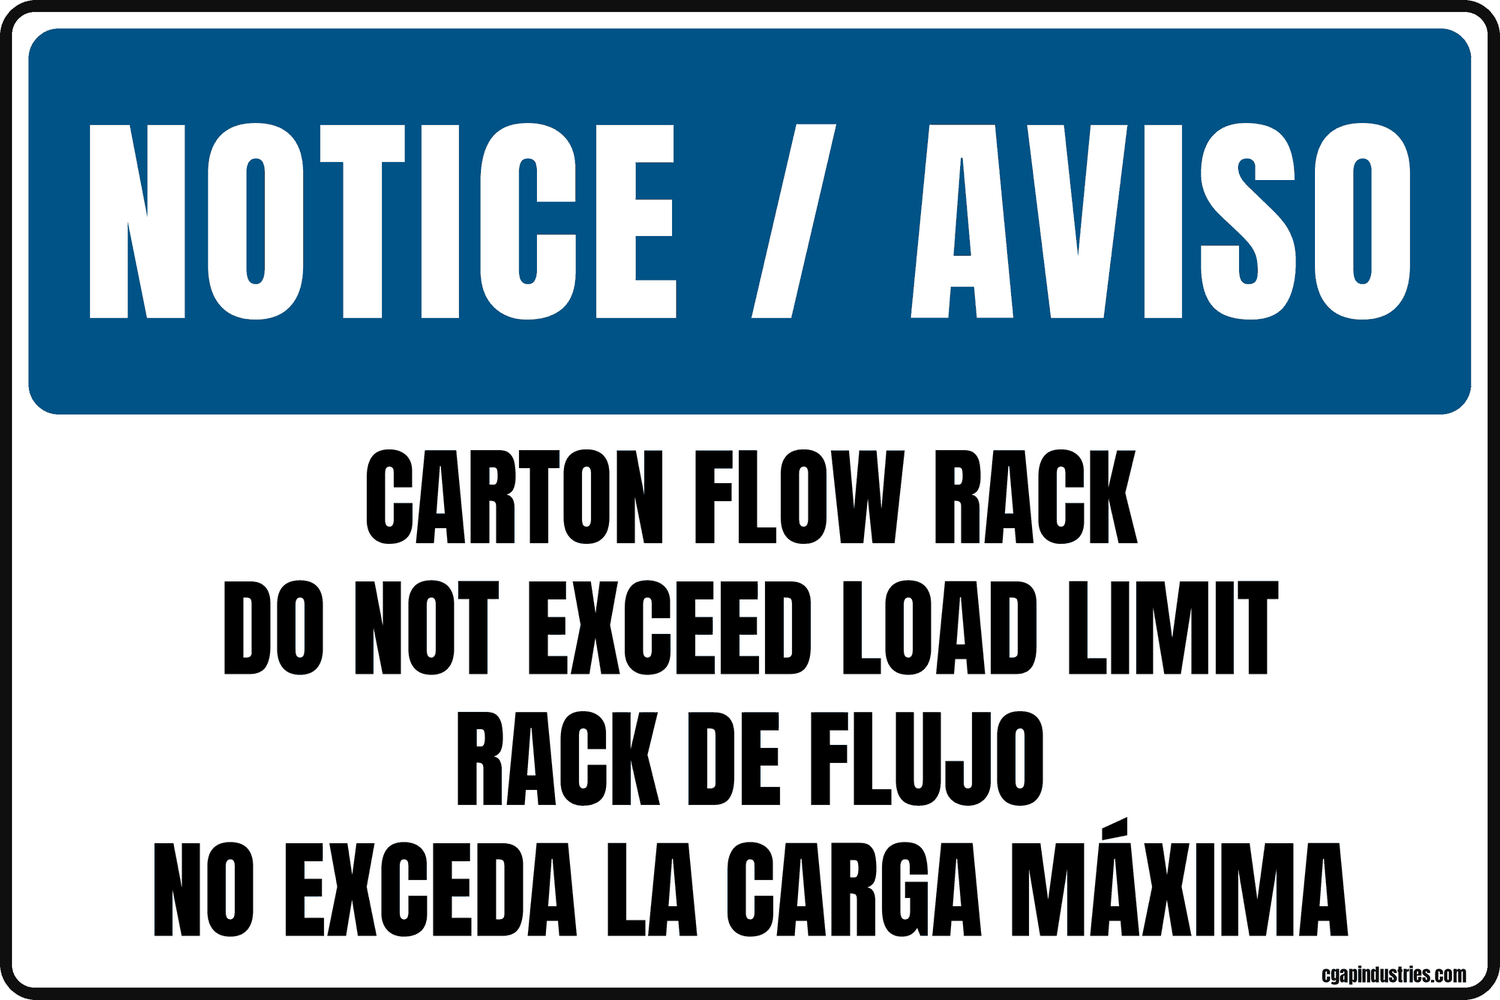 NOTICE / AVISO
CARTON FLOW RACK
DO NOT EXCEED LOAD LIMIT
RACK DE FLUJO
NO EXCEDA LA CARGA MÁXIMA
cgapindustries.com